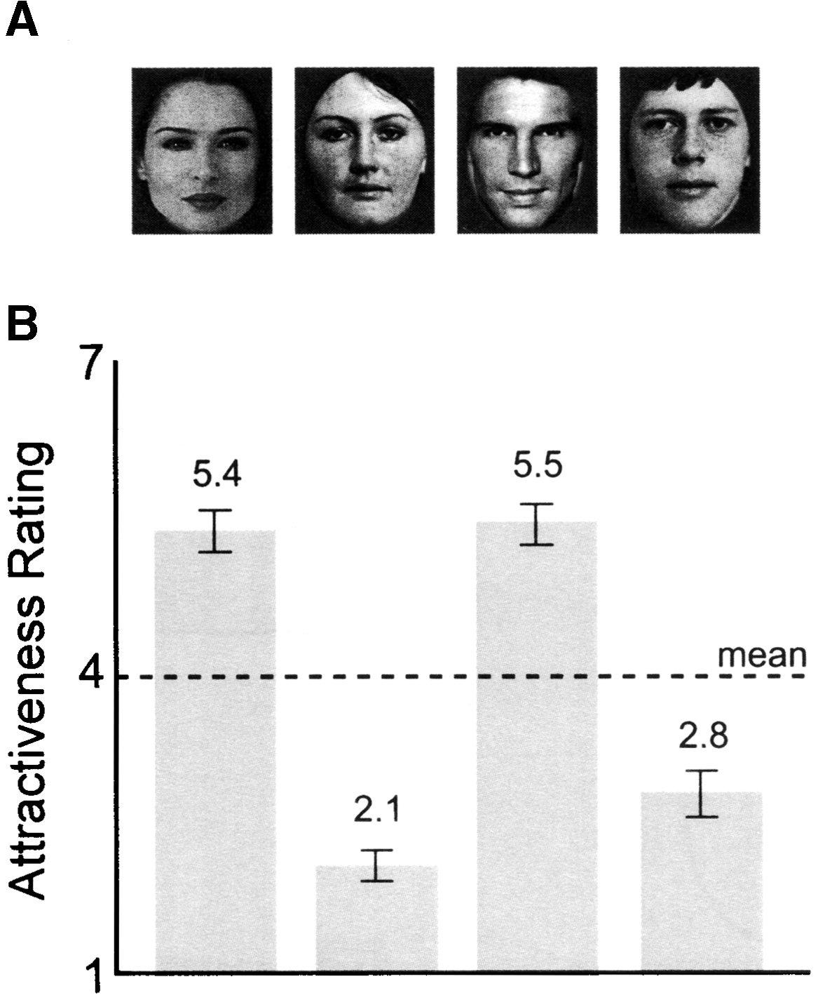 A
B
7
5.4
5.5
Attractiveness Rating
mean
4
2.8
2.1
1